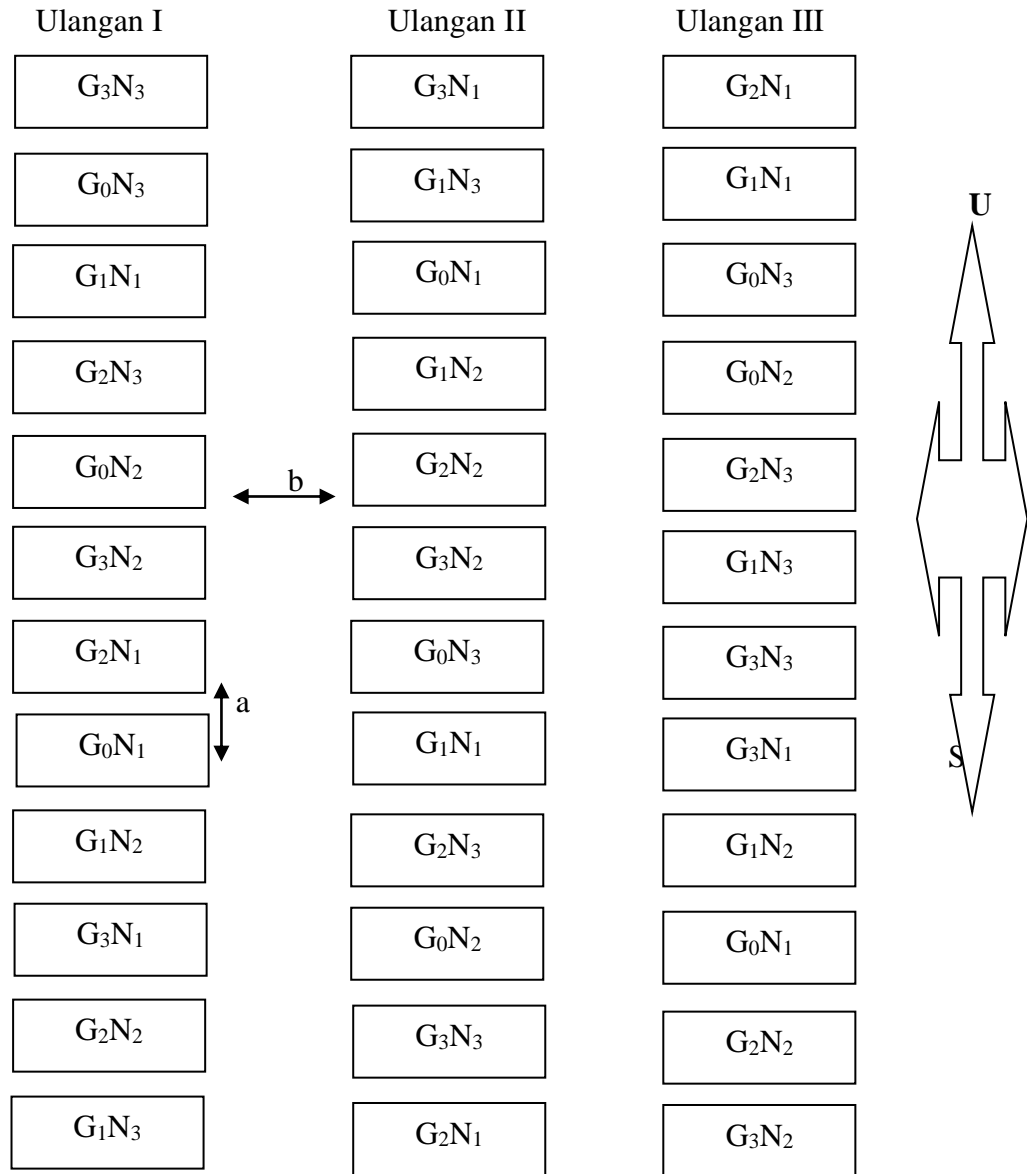 Ulangan I Ulangan II Ulangan III
G₃N₃ G₃N₁ G₂N₁
G₀N₃ G₁N₃ G₁N₁
U
G₁N₁ G₀N₁ G₀N₃
G₂N₃ G₁N₂ G₀N₂
G₀N₂ b G₂N₂ G₂N₃
G₃N₂ G₃N₂ G₁N₃
G₂N₁ G₀N₃ G₃N₃
a
G₀N₁ G₁N₁ G₃N₁
S
G₁N₂ G₂N₃ G₁N₂
G₃N₁ G₀N₂ G₀N₁
G₂N₂ G₃N₃ G₂N₂
G₁N₃ G₂N₁ G₃N₂